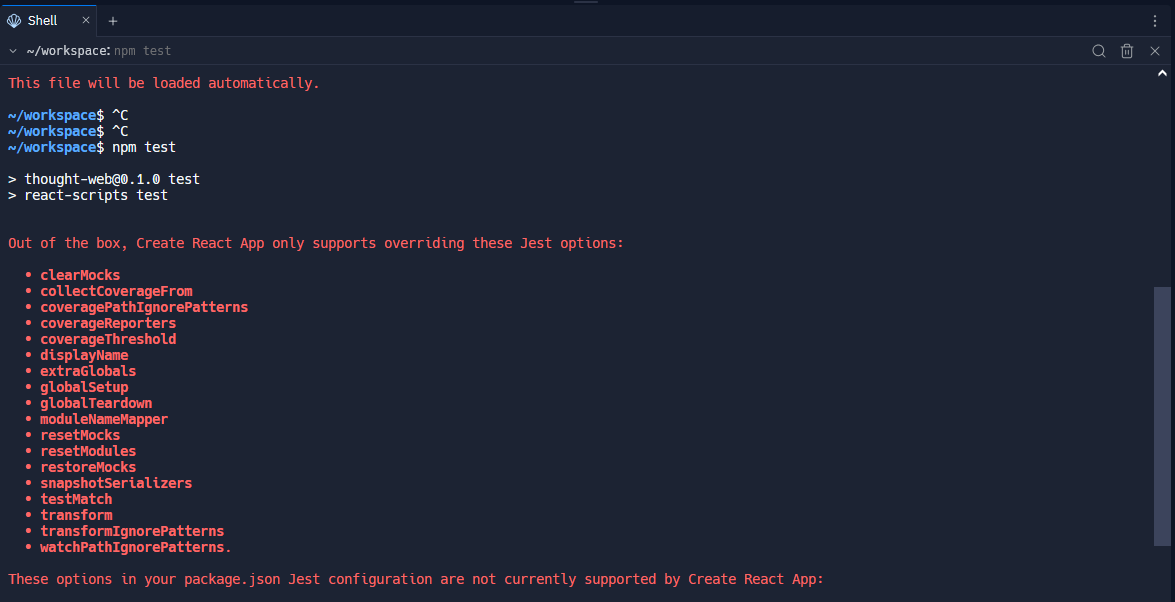 Shell
~/workspace: npm test
This file will be loaded automatically.
~/workspace$ ^C
~/workspace$ ^C
~/workspace$ npm test
> thought-web@0.1.0 test
> react-scripts test
Out of the box, Create React App only supports overriding these Jest options:
• clearMocks
• collectCoverageFrom
• coveragePathIgnorePatterns
• coverageReporters
• coverageThreshold
• displayName
• extraGlobals
• globalSetup
• globalTeardown
• moduleNameMapper
• resetMocks
• resetModules
• restoreMocks
• snapshotSerializers
• testMatch
• transform
• transformIgnorePatterns
• watchPathIgnorePatterns.
These options in your package.json Jest configuration are not currently supported by Create React App: